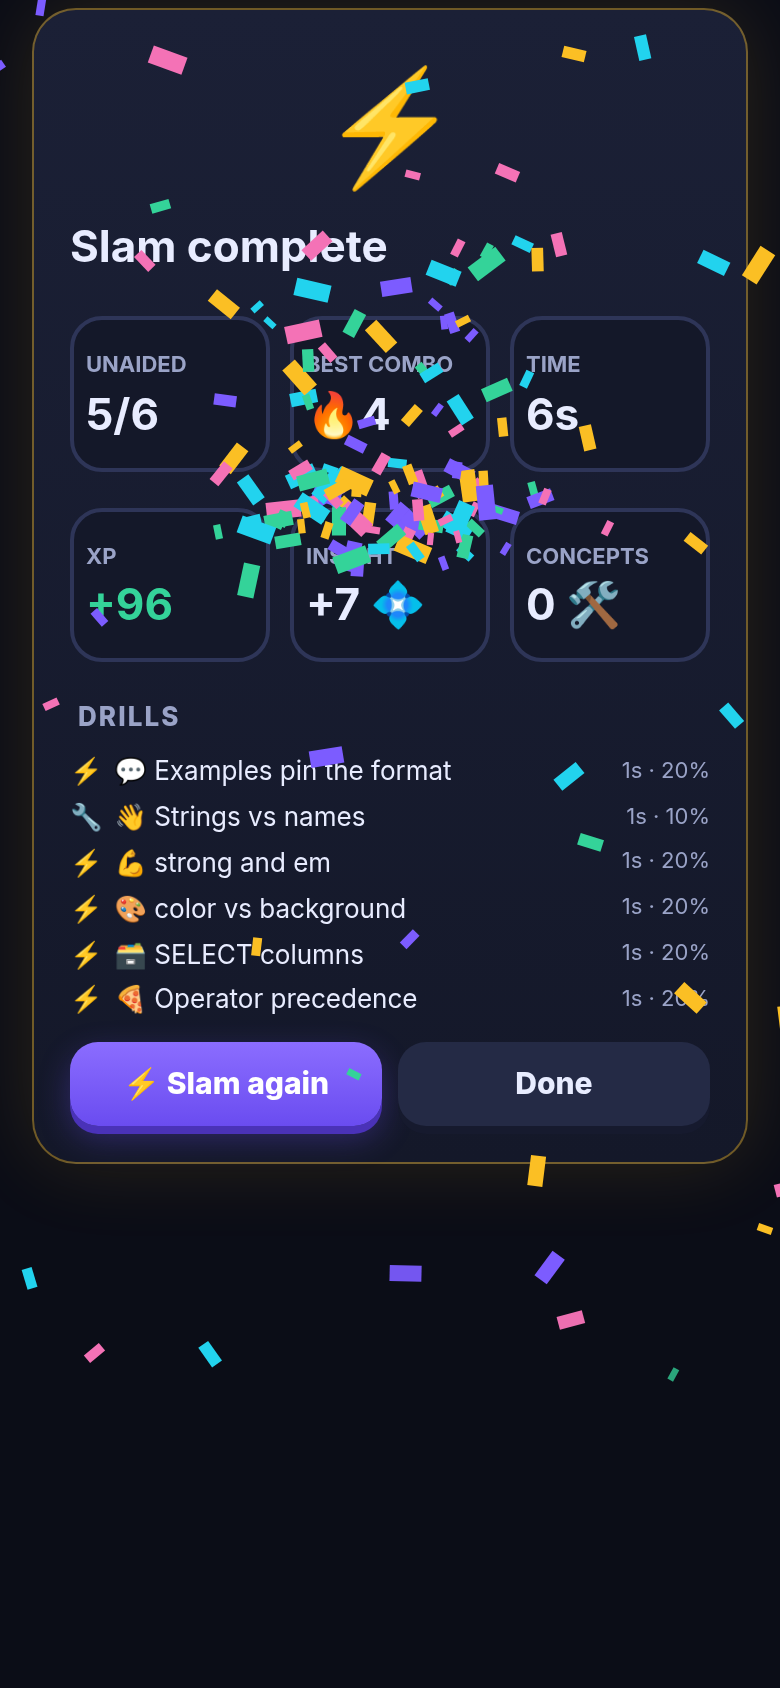 Slam complete
UNAIDED
5/6
BEST COMBO
🔥4
TIME
6s
XP
+96
INSIGHT
+7 💠
CONCEPTS
0 🛠️
DRILLS
⚡ 💬 Examples pin the format 1s · 20%
🔧 👋 Strings vs names 1s · 10%
⚡ 💪 strong and em 1s · 20%
⚡ 🎨 color vs background 1s · 20%
⚡ 🗃️ SELECT columns 1s · 20%
⚡ 🍕 Operator precedence 1s · 20%
⚡ Slam again
Done